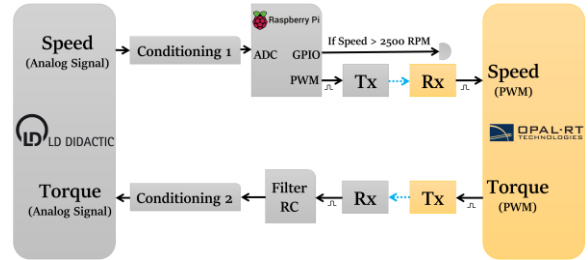 Speed
(Analog Signal)
LD LD DIDACTIC
Torque
(Analog Signal)
Conditioning 1
Raspberry Pi
ADC GPIO
PWM
If Speed > 2500 RPM
Tx
Rx
Speed
(PWM)
OPAL-RT
TECHNOLOGIES
Torque
(PWM)
Tx
Rx
Filter
RC
Conditioning 2